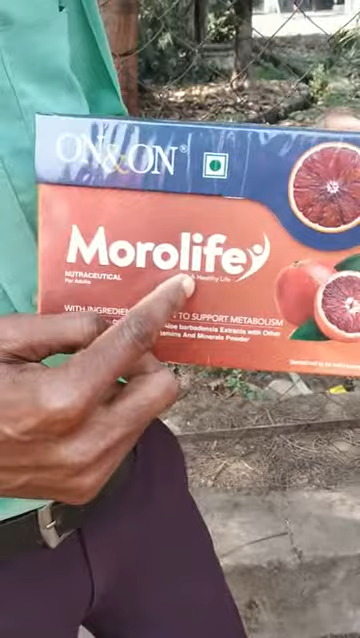 ON&ON®
Morolife
NUTRACEUTICAL
For Adults
A Healthy Life
WITH INGREDIEN TO SUPPORT METABOLISM
Aloe barbadensis Extracts with Other
Vitamins And Minerals Powder